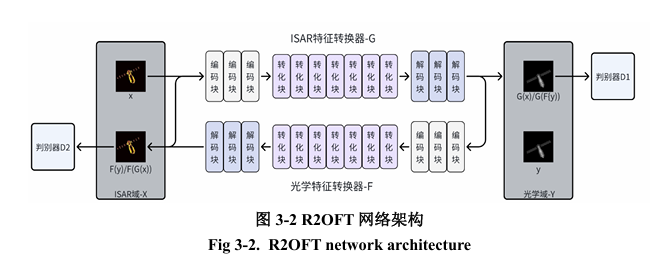 ISAR特征转换器-G
编码块 编码块 编码块 转化块 转化块 转化块 转化块 转化块 转化块 转化块 解码块 解码块 解码块
x
G(x)/G(F(y))
判别器D1
解码块 解码块 解码块 转化块 转化块 转化块 转化块 转化块 转化块 转化块 编码块 编码块 编码块
判别器D2
F(y)/F(G(x))
y
光学特征转换器-F
ISAR域-X
光学域-Y
图 3-2 R2OFT 网络架构
Fig 3-2. R2OFT network architecture